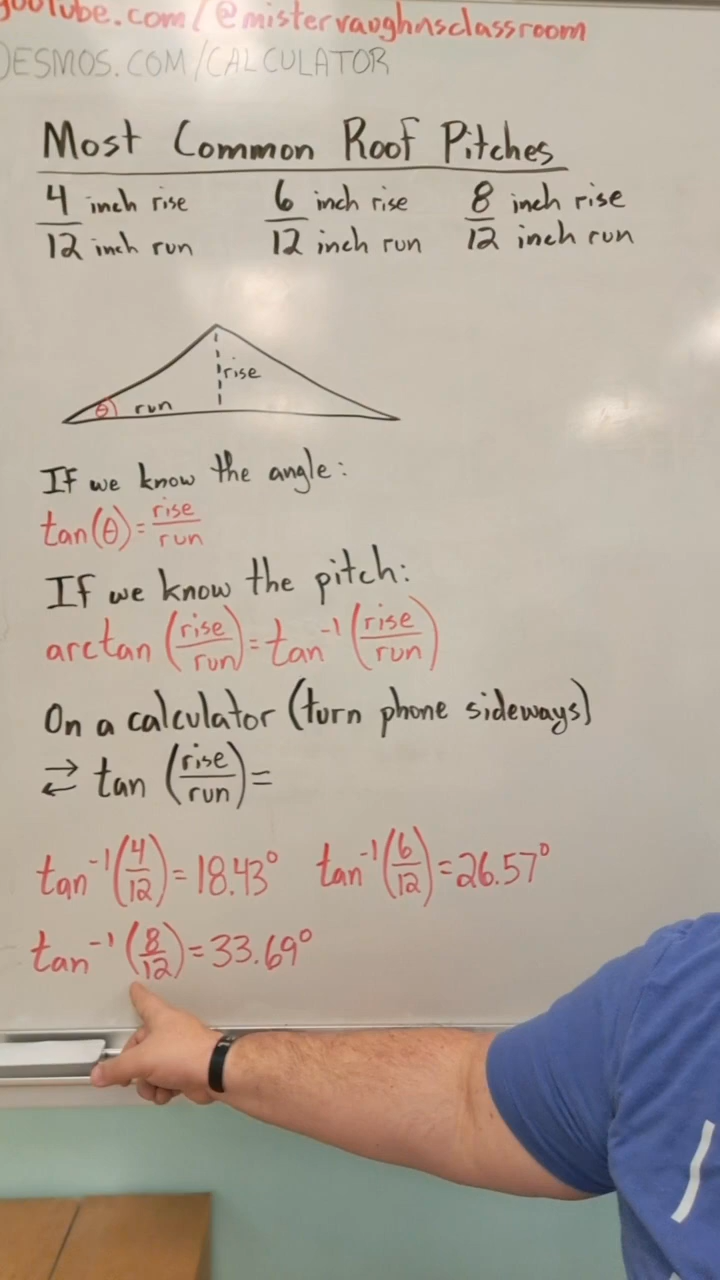 youtube.com/@mistervaughnsclassroom
DESMOS.COM/CALCULATOR
Most Common Roof Pitches
4 inch rise 6 inch rise 8 inch rise
12 inch run 12 inch run 12 inch run
rise
θ run
If we know the angle:
tan(θ)=rise/run
If we know the pitch:
arctan(rise/run)=tan⁻¹(rise/run)
On a calculator (turn phone sideways)
⇄ tan(rise/run)=
tan⁻¹(4/12)=18.43° tan⁻¹(6/12)=26.57°
tan⁻¹(8/12)=33.69°